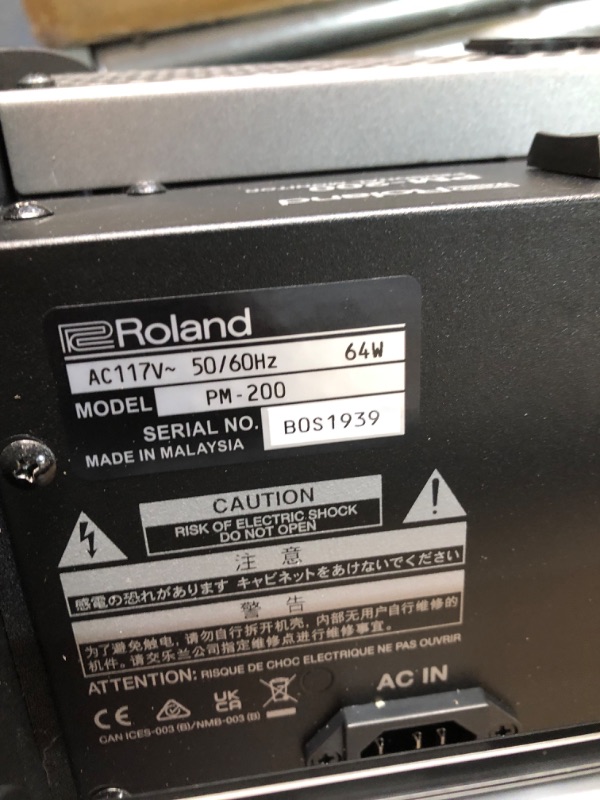 Roland
PM-200
Roland
AC117V~ 50/60Hz 64W
MODEL PM-200
SERIAL NO. B0S1939
MADE IN MALAYSIA
CAUTION
RISK OF ELECTRIC SHOCK
DO NOT OPEN
注 意
感電の恐れがあります キャビネットをあけないでください
警 告
为了避免触电，请勿自行拆开机壳，内部无用户自行维修的
机件。请交乐兰公司指定维修点进行维修事宜。
ATTENTION: RISQUE DE CHOC ELECTRIQUE NE PAS OUVRIR
AC IN
CE UK CA
CAN ICES-003 (B)/NMB-003 (B)